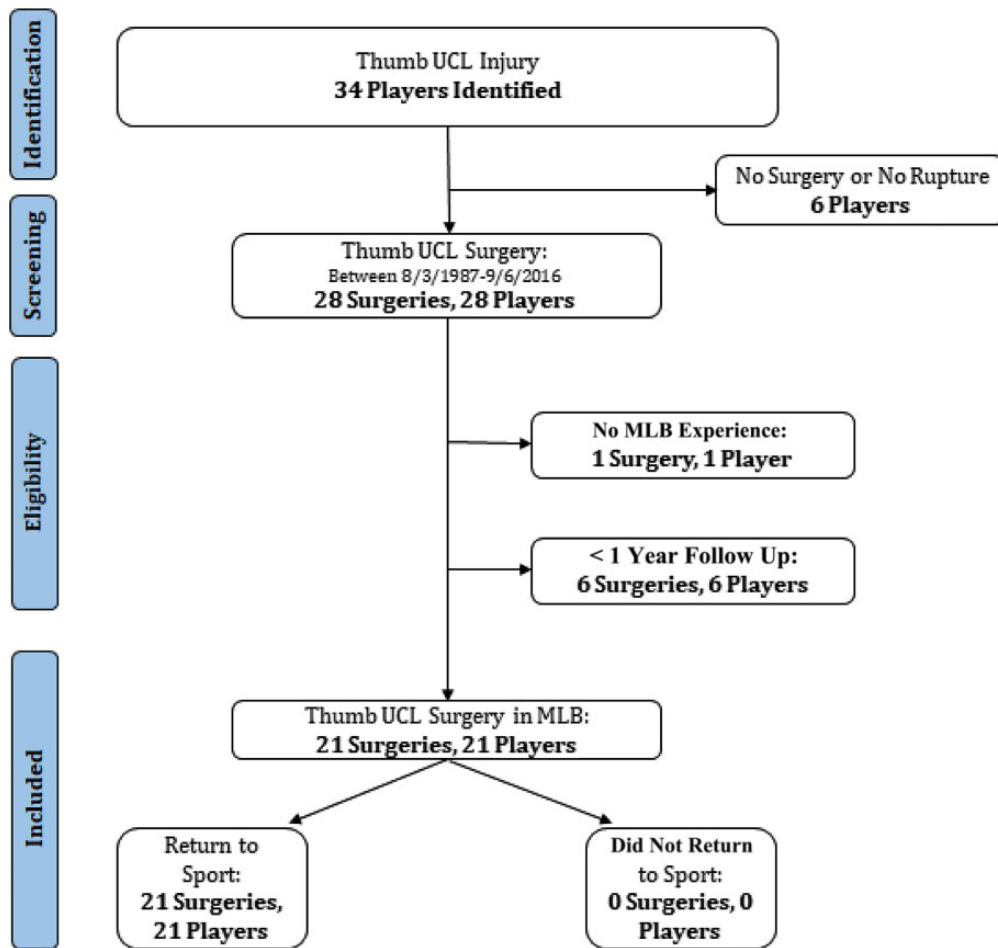 Identification
Thumb UCL Injury
34 Players Identified
No Surgery or No Rupture
6 Players
Screening
Thumb UCL Surgery:
Between 8/3/1987-9/6/2016
28 Surgeries, 28 Players
Eligibility
No MLB Experience:
1 Surgery, 1 Player
< 1 Year Follow Up:
6 Surgeries, 6 Players
Included
Thumb UCL Surgery in MLB:
21 Surgeries, 21 Players
Return to
Sport:
21 Surgeries,
21 Players
Did Not Return
to Sport:
0 Surgeries, 0
Players